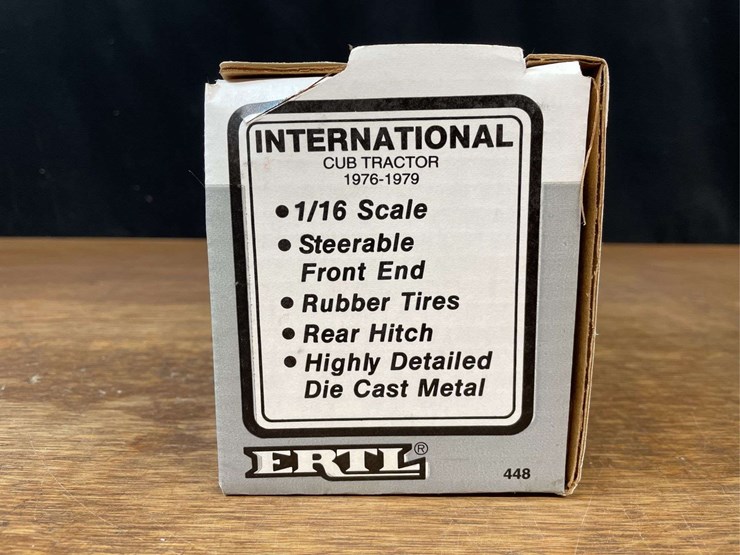 INTERNATIONAL
CUB TRACTOR
1976-1979
• 1/16 Scale
• Steerable
Front End
• Rubber Tires
• Rear Hitch
• Highly Detailed
Die Cast Metal
ERTL®
448